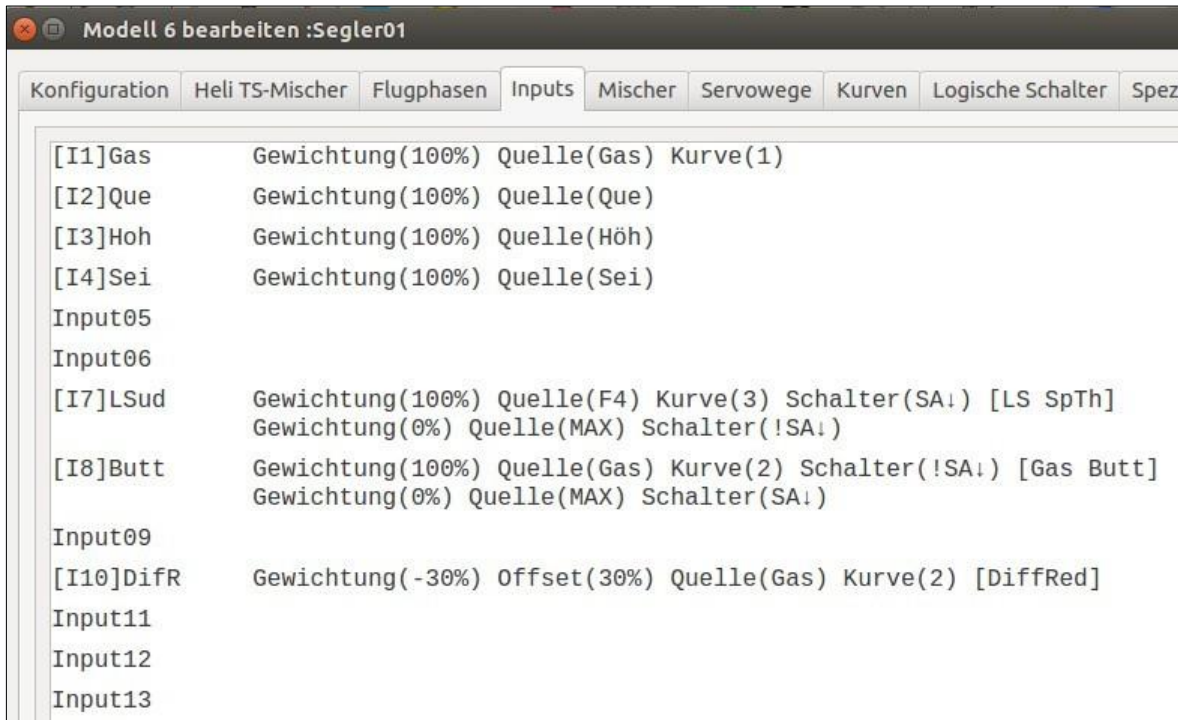 Modell 6 bearbeiten :Segler01
Konfiguration Heli TS-Mischer Flugphasen Inputs Mischer Servowege Kurven Logische Schalter Spez
[I1]Gas Gewichtung(100%) Quelle(Gas) Kurve(1)
[I2]Que Gewichtung(100%) Quelle(Que)
[I3]Hoh Gewichtung(100%) Quelle(Höh)
[I4]Sei Gewichtung(100%) Quelle(Sei)
Input05
Input06
[I7]LSud Gewichtung(100%) Quelle(F4) Kurve(3) Schalter(SA↓) [LS SpTh]
Gewichtung(0%) Quelle(MAX) Schalter(!SA↓)
[I8]Butt Gewichtung(100%) Quelle(Gas) Kurve(2) Schalter(!SA↓) [Gas Butt]
Gewichtung(0%) Quelle(MAX) Schalter(SA↓)
Input09
[I10]DifR Gewichtung(-30%) Offset(30%) Quelle(Gas) Kurve(2) [DiffRed]
Input11
Input12
Input13